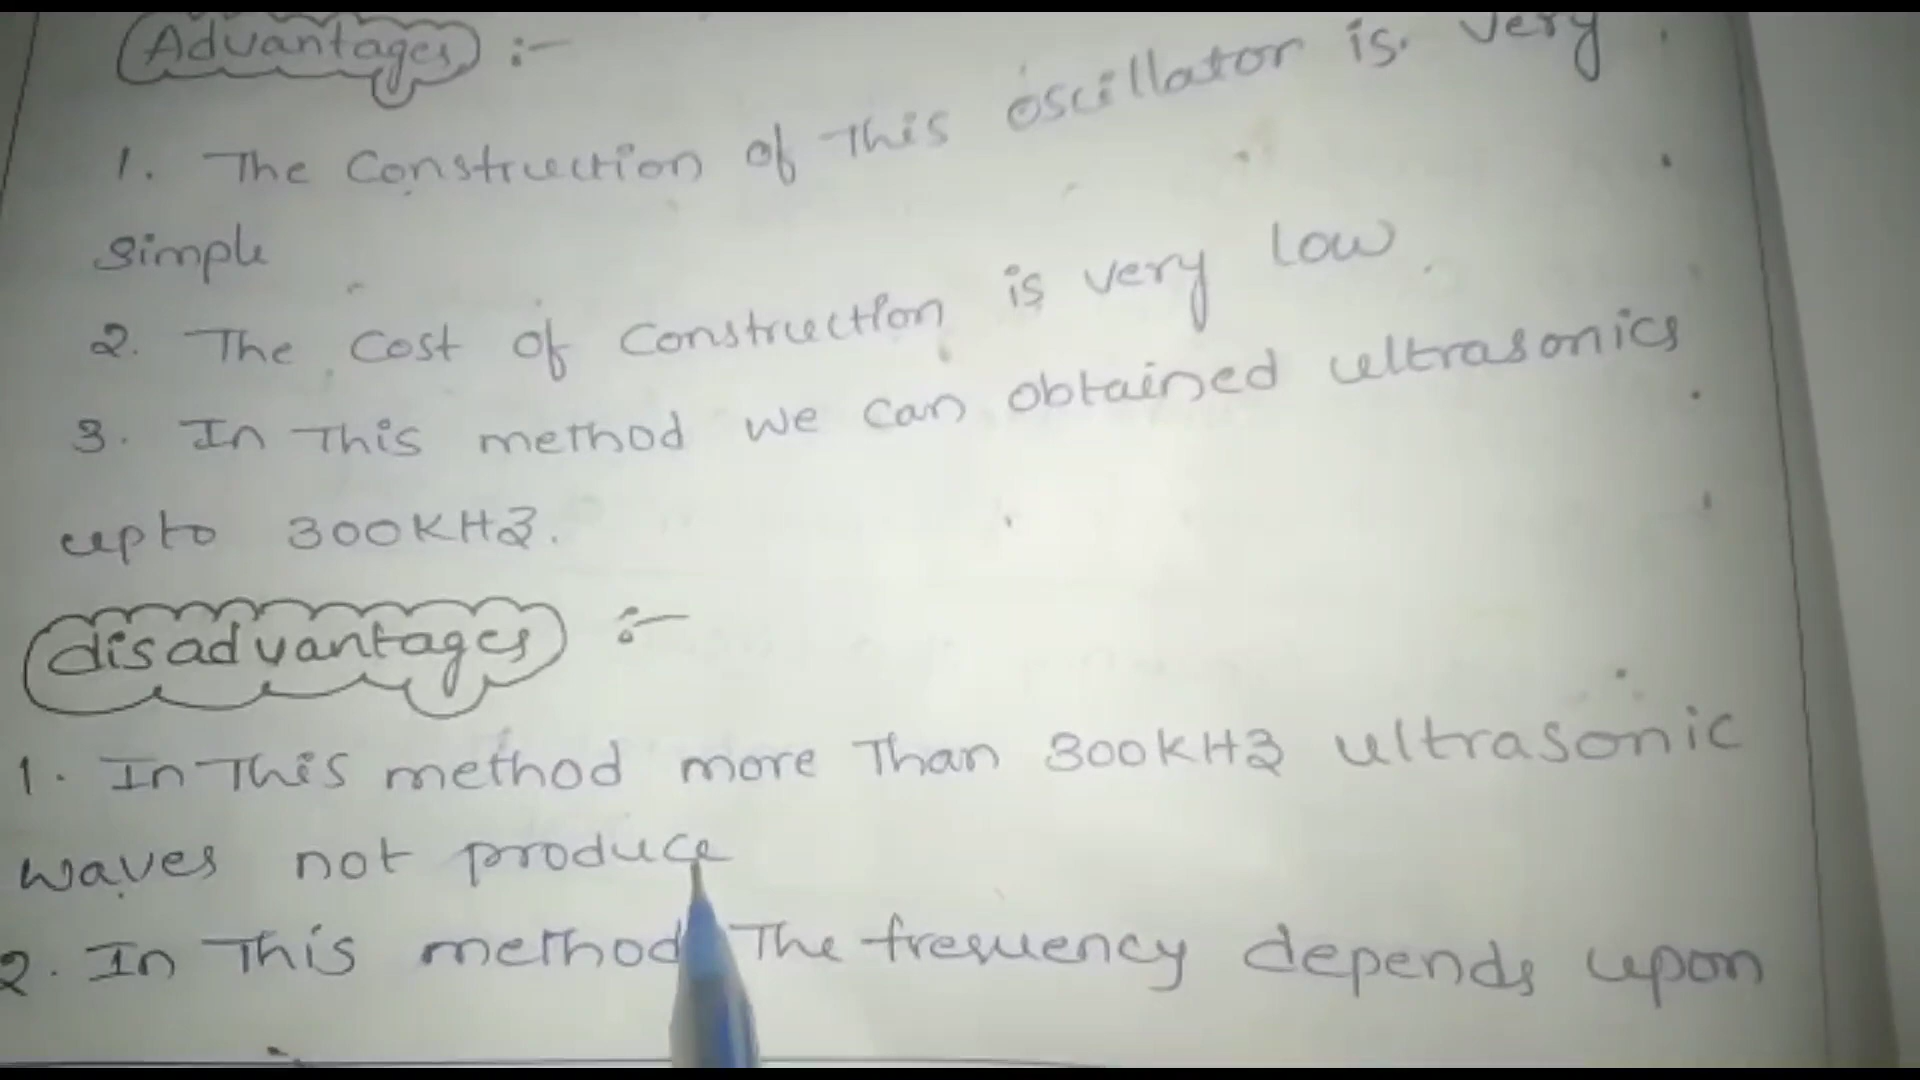 Advantages :-
1. The Construction of This oscillator is very
simple
2. The cost of construction is very low.
3. In This method we can obtained ultrasonics
upto 300KHz.
disadvantages :-
1. In This method more Than 300KHz ultrasonic
waves not produce
2. In This method The frequency depends upon